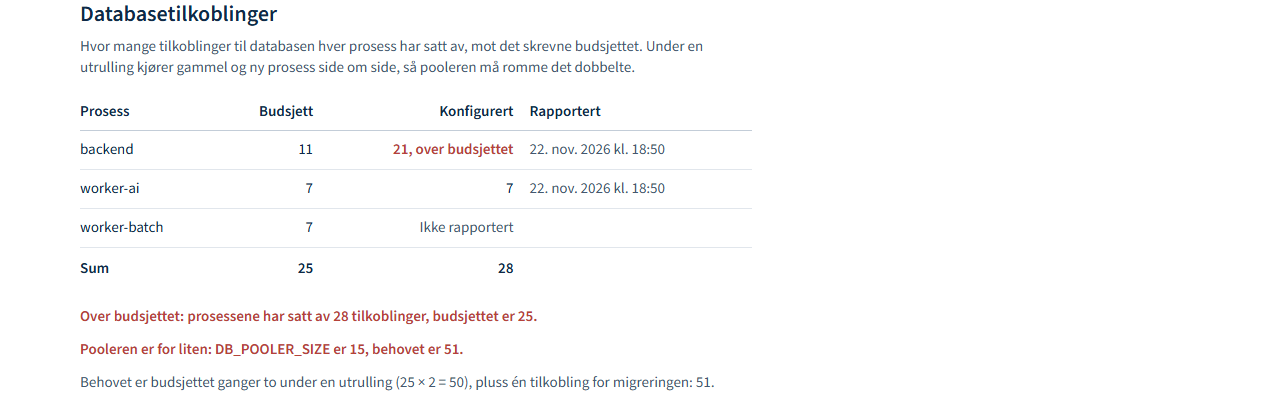 Databasetilkoblinger
Hvor mange tilkoblinger til databasen hver prosess har satt av, mot det skrevne budsjettet. Under en
utrulling kjører gammel og ny prosess side om side, så pooleren må romme det dobbelte.
Prosess Budsjett Konfigurert Rapportert
backend 11 21, over budsjettet 22. nov. 2026 kl. 18:50
worker-ai 7 7 22. nov. 2026 kl. 18:50
worker-batch 7 Ikke rapportert
Sum 25 28
Over budsjettet: prosessene har satt av 28 tilkoblinger, budsjettet er 25.
Pooleren er for liten: DB_POOLER_SIZE er 15, behovet er 51.
Behovet er budsjettet ganger to under en utrulling (25 × 2 = 50), pluss én tilkobling for migreringen: 51.